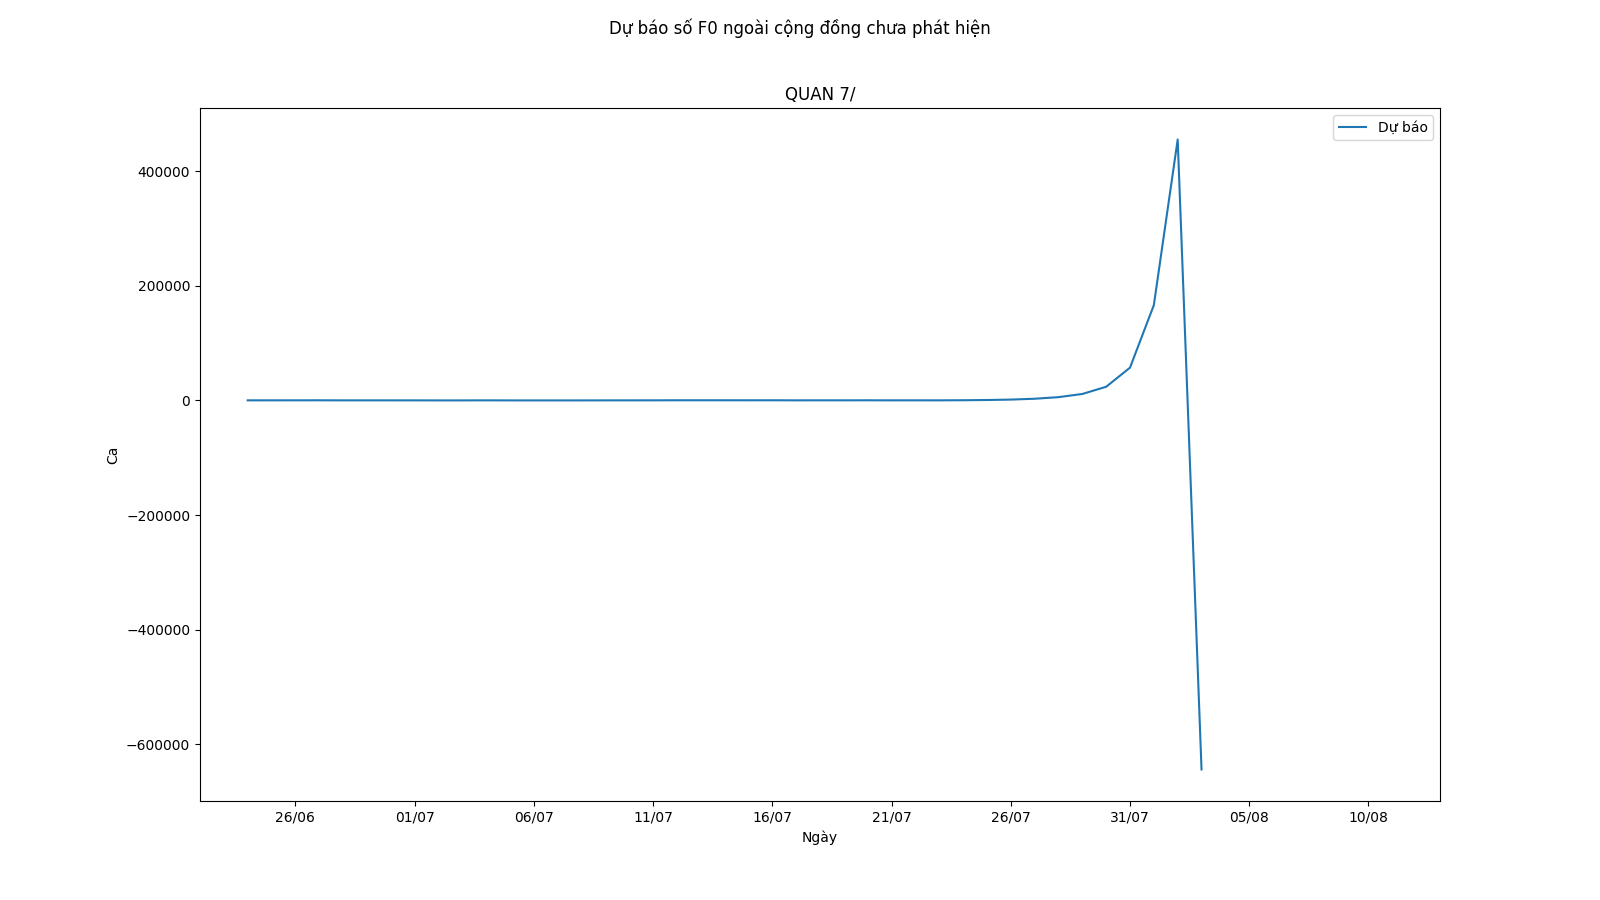 Dự báo số F0 ngoài cộng đồng chưa phát hiện
QUAN 7/
Dự báo
400000
200000
0
−200000
−400000
−600000
Ca
26/06 01/07 06/07 11/07 16/07 21/07 26/07 31/07 05/08 10/08
Ngày